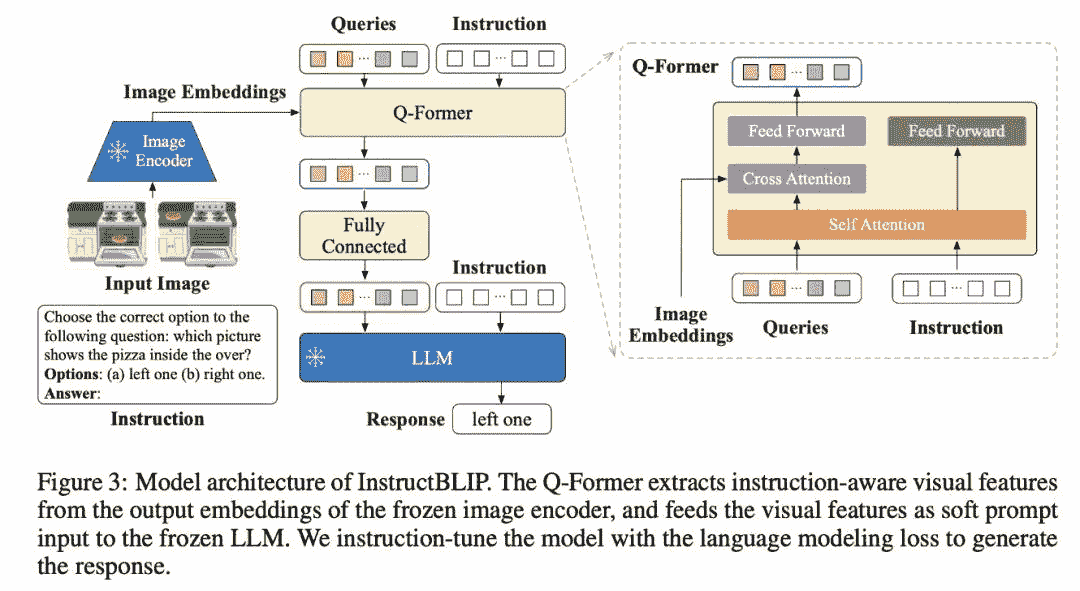 Queries Instruction
Image Embeddings
Q-Former
Image
Encoder
Input Image
Fully
Connected
Instruction
LLM
Response left one
Choose the correct option to the
following question: which picture
shows the pizza inside the over?
Options: (a) left one (b) right one.
Answer:
Instruction
Q-Former
Feed Forward Feed Forward
Cross Attention
Self Attention
Image
Embeddings
Queries Instruction
Figure 3: Model architecture of InstructBLIP. The Q-Former extracts instruction-aware visual features
from the output embeddings of the frozen image encoder, and feeds the visual features as soft prompt
input to the frozen LLM. We instruction-tune the model with the language modeling loss to generate
the response.